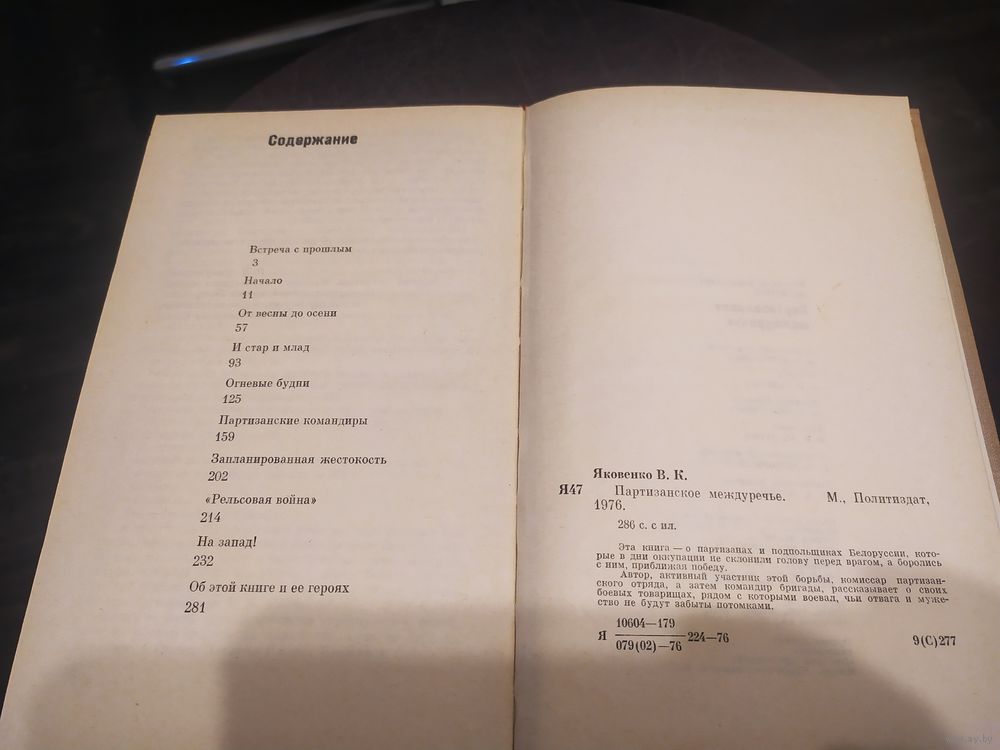 Содержание
Встреча с прошлым
3
Начало
11
От весны до осени
57
И стар и млад
93
Огневые будни
125
Партизанские командиры
159
Запланированная жестокость
202
«Рельсовая война»
214
На запад!
232
Об этой книге и ее героях
281
Яковенко В. К.
Я47 Партизанское междуречье. М., Политиздат,
1976.
286 с. с ил.
Эта книга — о партизанах и подпольщиках Белоруссии, кото-
рые в дни оккупации не склонили голову перед врагом, а боролись
с ним, приближая победу.
Автор, активный участник этой борьбы, комиссар партизан-
ского отряда, а затем командир бригады, рассказывает о своих
боевых товарищах, рядом с которыми воевал, чьи отвага и муже-
ство не будут забыты потомками.
10604—179
Я 224—76 9(С)277
079(02)—76